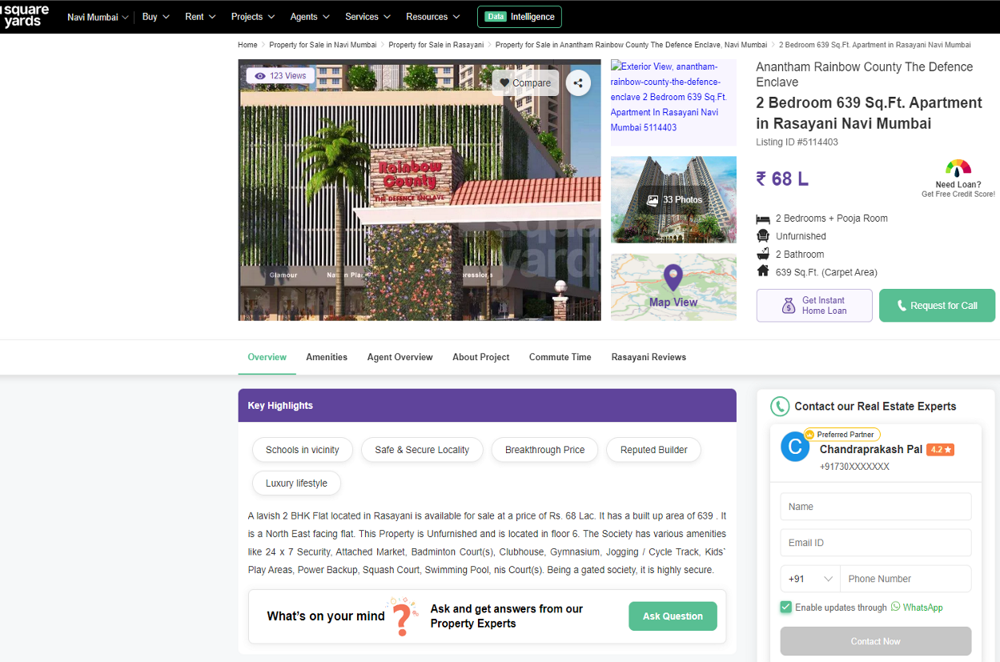 square
yards
Navi Mumbai
Buy
Rent
Projects
Agents
Services
Resources
Data Intelligence
Home
Property for Sale in Navi Mumbai
Property for Sale in Rasayani
Property for Sale in Anantham Rainbow County The Defence Enclave, Navi Mumbai
2 Bedroom 639 Sq.Ft. Apartment in Rasayani Navi Mumbai
123 Views
Compare
Rainbow
County
THE DEFENCE ENCLAVE
Glamour
square
yards
Exterior View, anantham-
rainbow-county-the-defence-
enclave 2 Bedroom 639 Sq.Ft.
Apartment In Rasayani Navi
Mumbai 5114403
33 Photos
Map View
Anantham Rainbow County The Defence
Enclave
2 Bedroom 639 Sq.Ft. Apartment
in Rasayani Navi Mumbai
Listing ID #5114403
₹ 68 L
Need Loan?
Get Free Credit Score!
2 Bedrooms + Pooja Room
Unfurnished
2 Bathroom
639 Sq.Ft. (Carpet Area)
Get Instant
Home Loan
Request for Call
Overview
Amenities
Agent Overview
About Project
Commute Time
Rasayani Reviews
Key Highlights
Schools in vicinity
Safe & Secure Locality
Breakthrough Price
Reputed Builder
Luxury lifestyle
A lavish 2 BHK Flat located in Rasayani is available for sale at a price of Rs. 68 Lac. It has a built up area of 639 . It
is a North East facing flat. This Property is Unfurnished and is located in floor 6. The Society has various amenities
like 24 x 7 Security, Attached Market, Badminton Court(s), Clubhouse, Gymnasium, Jogging / Cycle Track, Kids`
Play Areas, Power Backup, Squash Court, Swimming Pool, nis Court(s). Being a gated society, it is highly secure.
What's on your mind
Ask and get answers from our
Property Experts
Ask Question
Contact our Real Estate Experts
C
Preferred Partner
Chandraprakash Pal 4.2
+91730XXXXXXX
Name
Email ID
+91
Phone Number
Enable updates through WhatsApp
Contact Now